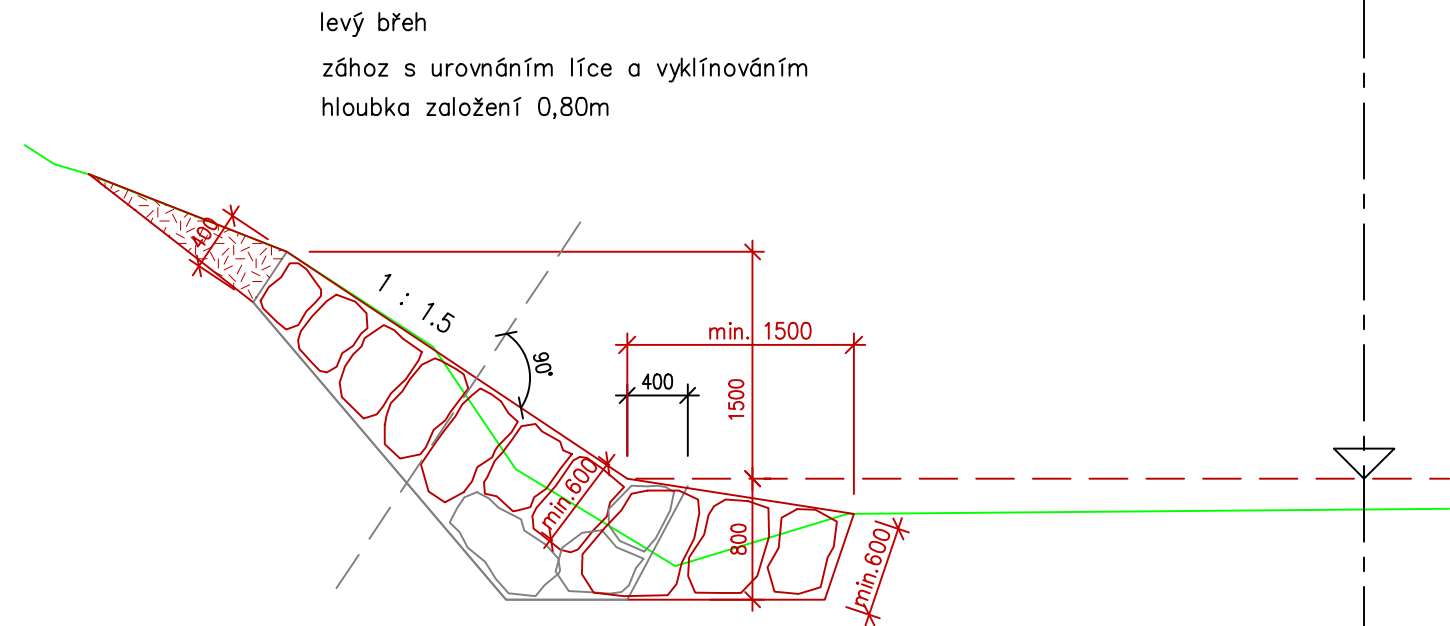 levý břeh
zához s urovnáním líce a vyklínováním
hloubka založení 0,80m
400
1 : 1.5
90°
min. 1500
400
1500
min.600
800
min.600